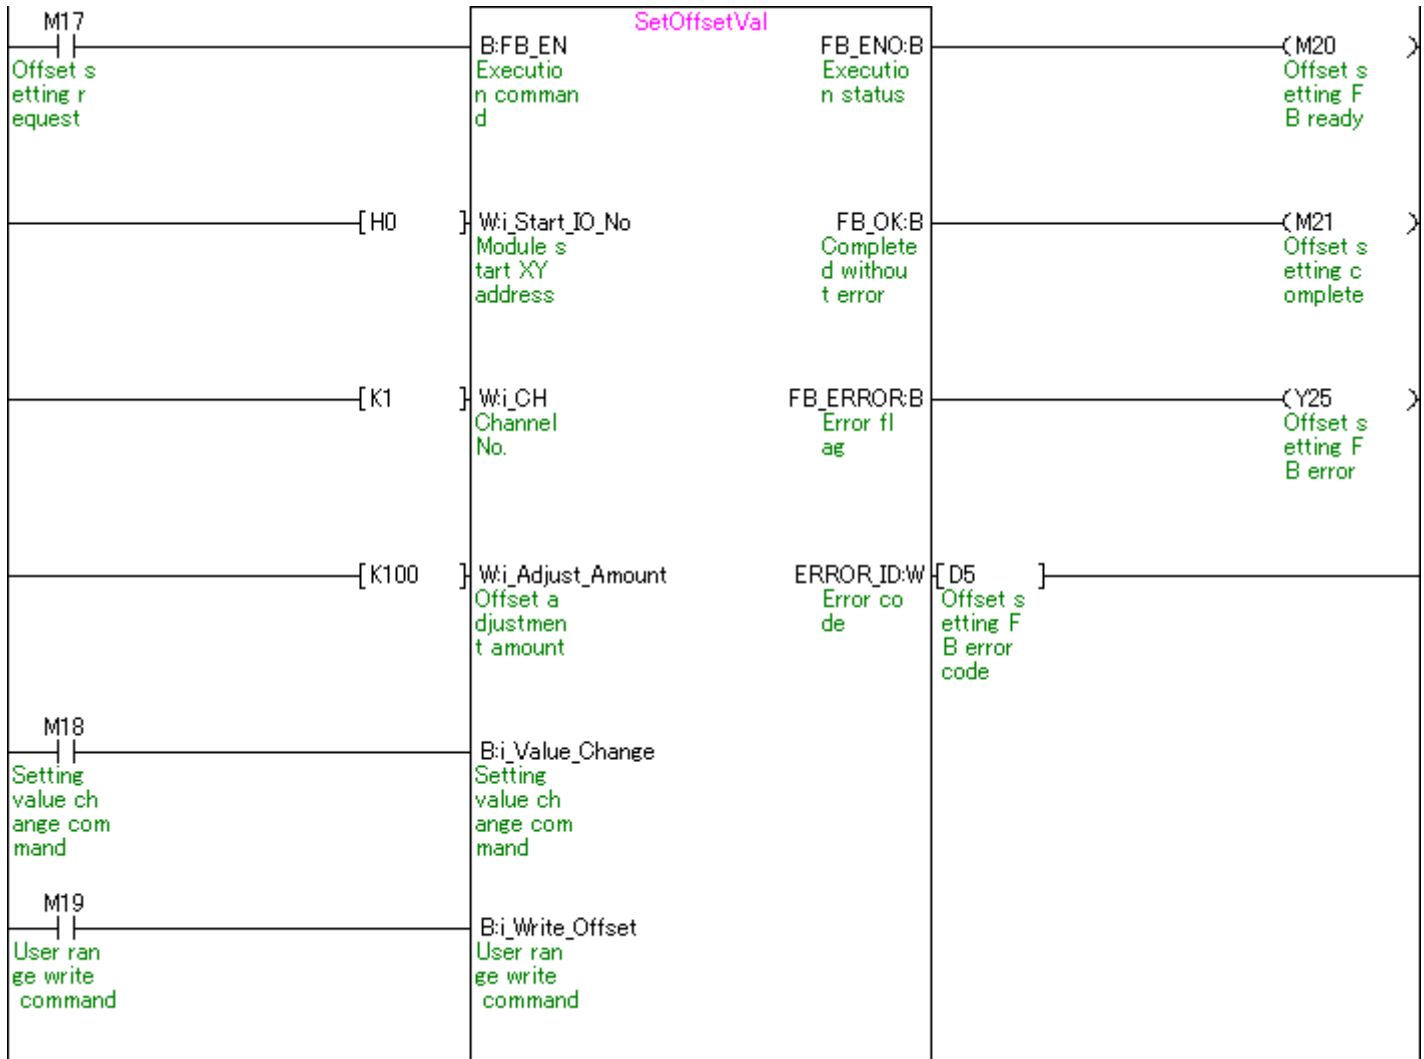 M17
SetOffsetVal
B:FB_EN
FB_ENO:B
(M20 )
Offset s
etting r
equest
Executio
n comman
d
Executio
n status
Offset s
etting F
B ready
[H0 ]
W:i_Start_IO_No
FB_OK:B
(M21 )
Module s
tart XY
address
Complete
d withou
t error
Offset s
etting c
omplete
[K1 ]
W:i_CH
FB_ERROR:B
(Y25 )
Channel
No.
Error fl
ag
Offset s
etting F
B error
[K100 ]
W:i_Adjust_Amount
ERROR_ID:W
[D5 ]
Offset a
djustmen
t amount
Error co
de
Offset s
etting F
B error
code
M18
B:i_Value_Change
Setting
value ch
ange com
mand
Setting
value ch
ange com
mand
M19
B:i_Write_Offset
User ran
ge write
command
User ran
ge write
command